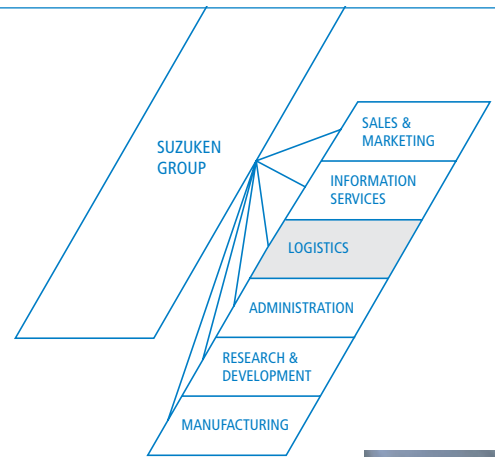 SUZUKEN
GROUP
SALES &
MARKETING
INFORMATION
SERVICES
LOGISTICS
ADMINISTRATION
RESEARCH &
DEVELOPMENT
MANUFACTURING